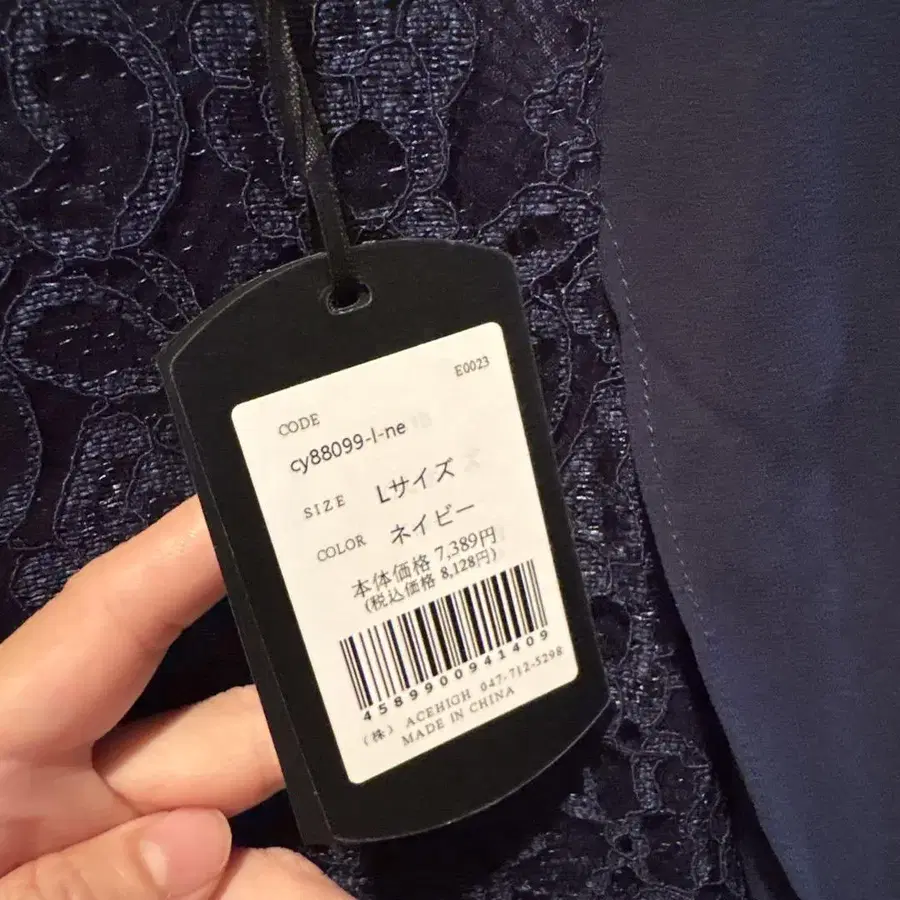 E0023
CODE
cy88099-l-ne
SIZE Lサイズ
COLOR ネイビー
本体価格 7,389円
(税込価格 8,128円)
4589900941409
(株) ACEHIGH 047-712-5298
MADE IN CHINA